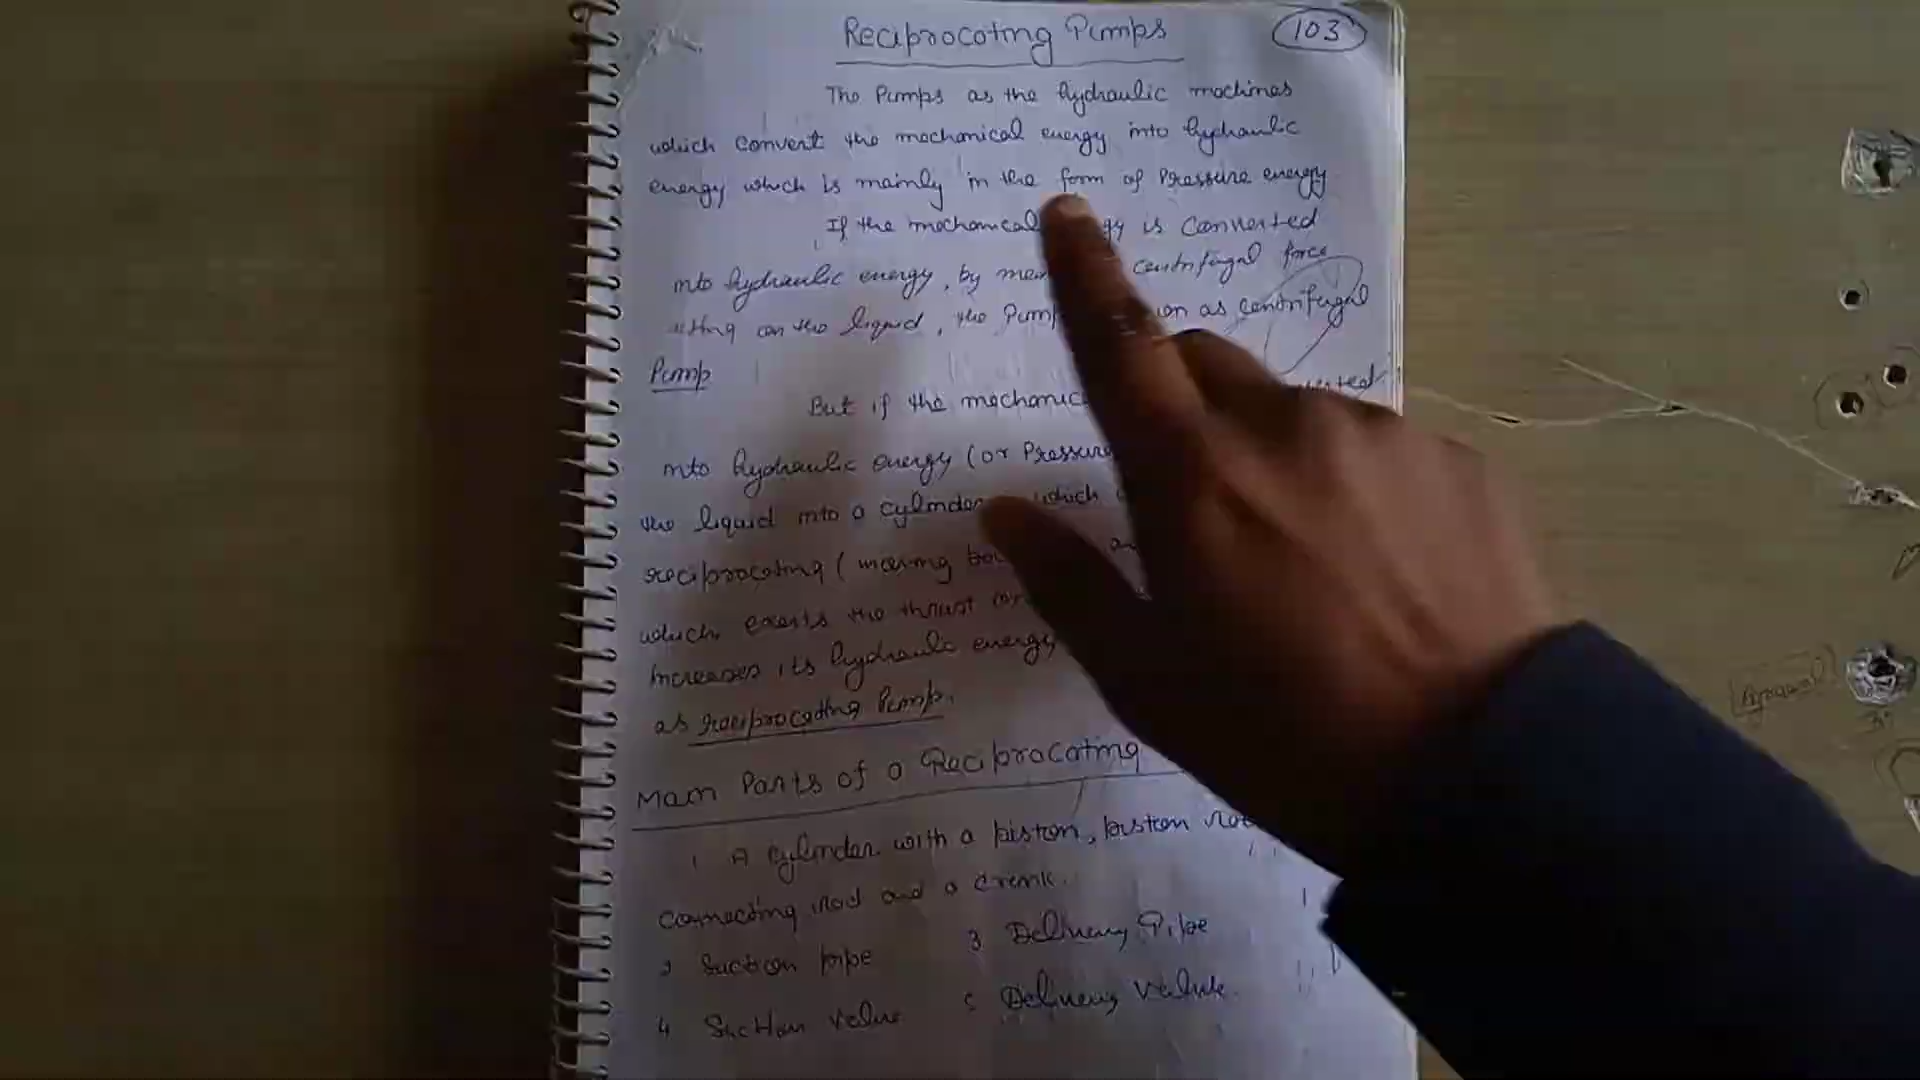 Reciprocating Pumps
103
The Pumps as the hydraulic machines
which convert the mechanical energy into hydraulic
energy which is mainly in the form of Pressure energy
If the mechanical is converted
into hydraulic energy, by centrifugal force
acting on the liquid, the Pump as centrifugal
Pump
But if the
into hydraulic energy (or Pressure
the liquid into a cylinder which
reciprocating (moving
which exerts the thrust
increases its hydraulic energy
as reciprocating Pump.
Main Parts of a Reciprocating
1 A cylinder with a piston, piston
connecting rod and a crank.
2 Suction pipe 3 Delivery Pipe
4 Suction valve 5 Delivery valve.